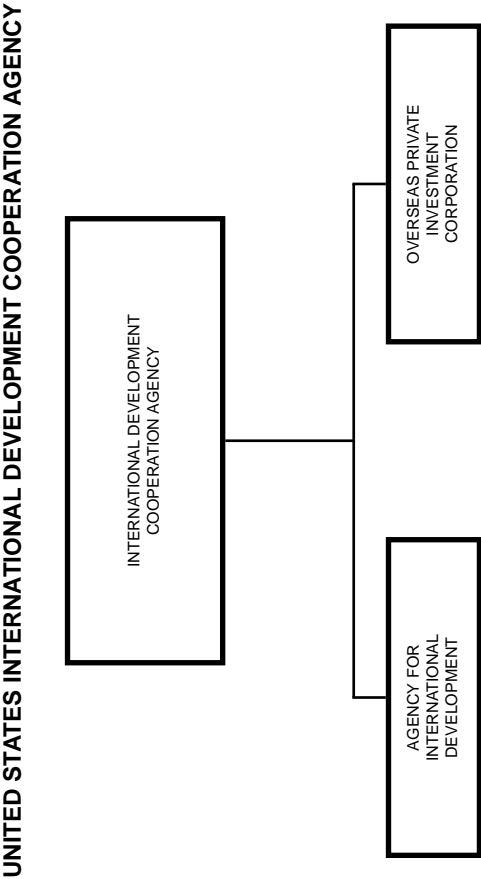 UNITED STATES INTERNATIONAL DEVELOPMENT COOPERATION AGENCY
INTERNATIONAL DEVELOPMENT
COOPERATION AGENCY
AGENCY FOR
INTERNATIONAL
DEVELOPMENT
OVERSEAS PRIVATE
INVESTMENT
CORPORATION